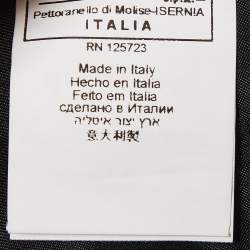 Pettoranello di Molise-ISERNIA
ITALIA
RN 125723
Made in Italy
Hecho en Italia
Feito em Italia
сделано в Италии
ארץ יצור איטליה
意大利製